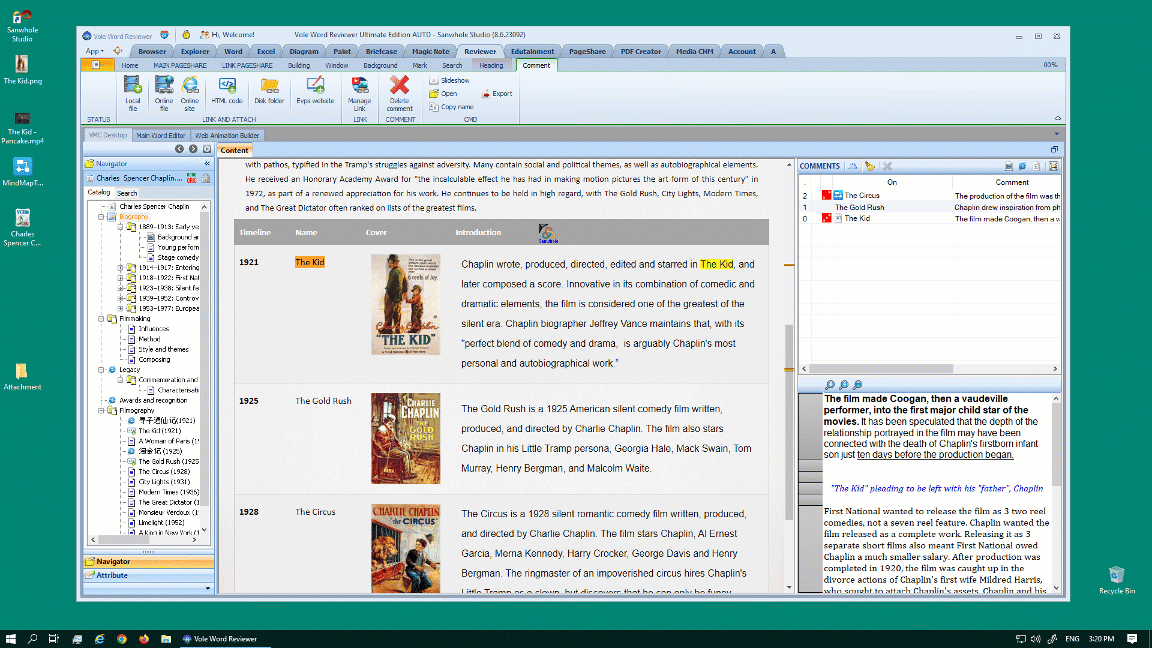 Sanwhole
Studio
The Kid.png
The Kid -
Pancake.mp4
MindMapT...
Charles
Spencer C...
Attachment
Recycle Bin
Vole Word Reviewer
Hi, Welcome!
Vole Word Reviewer Ultimate Edition AUTD - Sanwhole Studio (8.6.23092)
App
Browser Explorer Word Excel Diagram Paint Briefcase Magic Note Reviewer Edutainment PageShare PDF Creator Media CHM Account A
Home MAIN PAGESHARE LINK PAGESHARE Building Window Background Mark Search Heading Comment
00%
Local
file
Online
file
Online
site
HTML code
Disk folder
Evps website
Manage
Link
Delete
comment
Slideshow
Open
Export
Copy name
STATUS LINK AND ATTACH LINK COMMENT CMD
VMC Desktop Main Word Editor Web Animation Builder
Navigator
Charles Spencer Chaplin....
Catalog Search
Charles Spencer Chaplin
Biography
1889–1913: Early ye
Background ar
Young perform
Stage comedy
1914–1917: Entering
1918–1922: First Nat
1923–1938: Silent fe
1939–1952: Controv
1953–1977: Europea
Filmmaking
Influences
Method
Style and themes
Composing
Legacy
Commemoration and
Characterisati
Awards and recognition
Filmography
寻子遇仙记(1921)
The Kid (1921)
A Woman of Paris (1
淘金记 (1925)
The Gold Rush (1925
The Circus (1928)
City Lights (1931)
Modern Times (1936)
The Great Dictator (1
Monsieur Verdoux (1
Limelight (1952)
A King in New York (1
Navigator
Attribute
Content
with pathos, typified in the Tramp's struggles against adversity. Many contain social and political themes, as well as autobiographical elements.
He received an Honorary Academy Award for "the incalculable effect he has had in making motion pictures the art form of this century" in
1972, as part of a renewed appreciation for his work. He continues to be held in high regard, with The Gold Rush, City Lights, Modern Times,
and The Great Dictator often ranked on lists of the greatest films.
Timeline Name Cover Introduction
Sanwhole
1921
The Kid
Charlie Chaplin
"THE KID"
Chaplin wrote, produced, directed, edited and starred in The Kid, and
later composed a score. Innovative in its combination of comedic and
dramatic elements, the film is considered one of the greatest of the
silent era. Chaplin biographer Jeffrey Vance maintains that, with its
"perfect blend of comedy and drama, is arguably Chaplin's most
personal and autobiographical work."
1925
The Gold Rush
CHARLIE
CHAPLIN
THE
GOLD
RUSH
The Gold Rush is a 1925 American silent comedy film written,
produced, and directed by Charlie Chaplin. The film also stars
Chaplin in his Little Tramp persona, Georgia Hale, Mack Swain, Tom
Murray, Henry Bergman, and Malcolm Waite.
1928
The Circus
CHARLIE CHAPLIN
"the CIRCUS"
The Circus is a 1928 silent romantic comedy film written, produced,
and directed by Charlie Chaplin. The film stars Chaplin, Al Ernest
Garcia, Merna Kennedy, Harry Crocker, George Davis and Henry
Bergman. The ringmaster of an impoverished circus hires Chaplin's
Little Tramp as a clown, but discovers that he can only be funny
COMMENTS
. On Comment
2 The Circus The production of the film was th
1 The Gold Rush Chaplin drew inspiration from ph
0 The Kid The film made Coogan, then a v
The film made Coogan, then a vaudeville
performer, into the first major child star of the
movies. It has been speculated that the depth of the
relationship portrayed in the film may have been
connected with the death of Chaplin's firstborn infant
son just ten days before the production began.
"The Kid" pleading to be left with his "father", Chaplin
First National wanted to release the film as 3 two reel
comedies, not a seven reel feature. Chaplin wanted the
film released as a complete work. Releasing it as 3
separate short films also meant First National owed
Chaplin a much smaller salary. After production was
completed in 1920, the film was caught up in the
divorce actions of Chaplin's first wife Mildred Harris,
who sought to attach Chaplin's assets. Chaplin and his
Vole Word Reviewer
ENG 3:20 PM